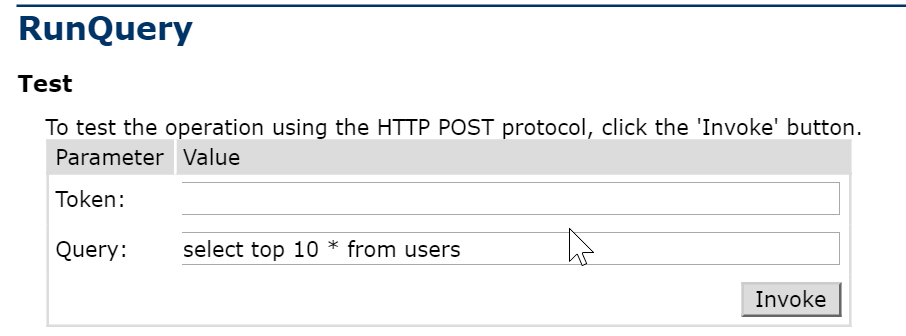 RunQuery
Test
To test the operation using the HTTP POST protocol, click the 'Invoke' button.
Parameter Value
Token:
Query: select top 10 * from users
Invoke